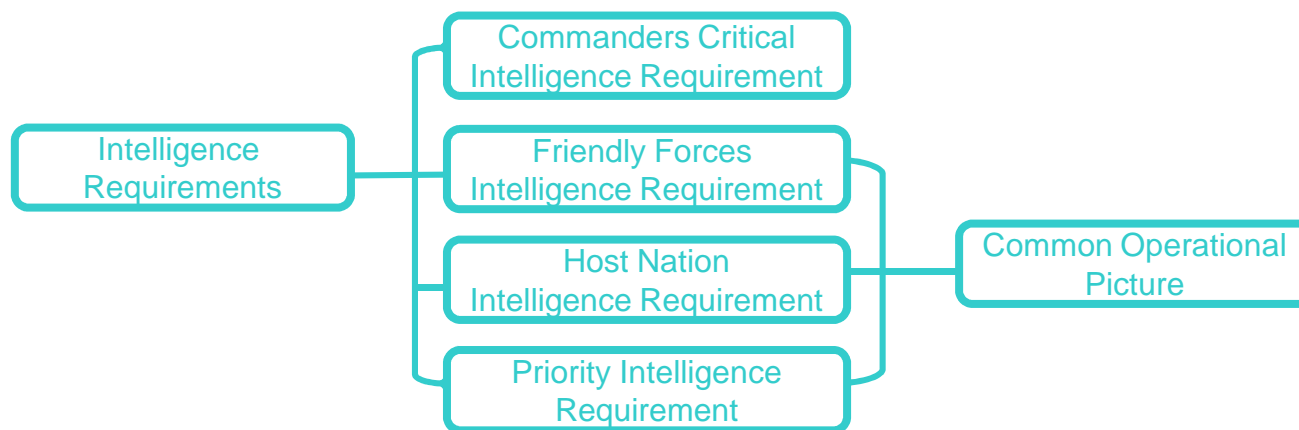 Commanders Critical
Intelligence Requirement
Intelligence
Requirements
Friendly Forces
Intelligence Requirement
Host Nation
Intelligence Requirement
Common Operational
Picture
Priority Intelligence
Requirement